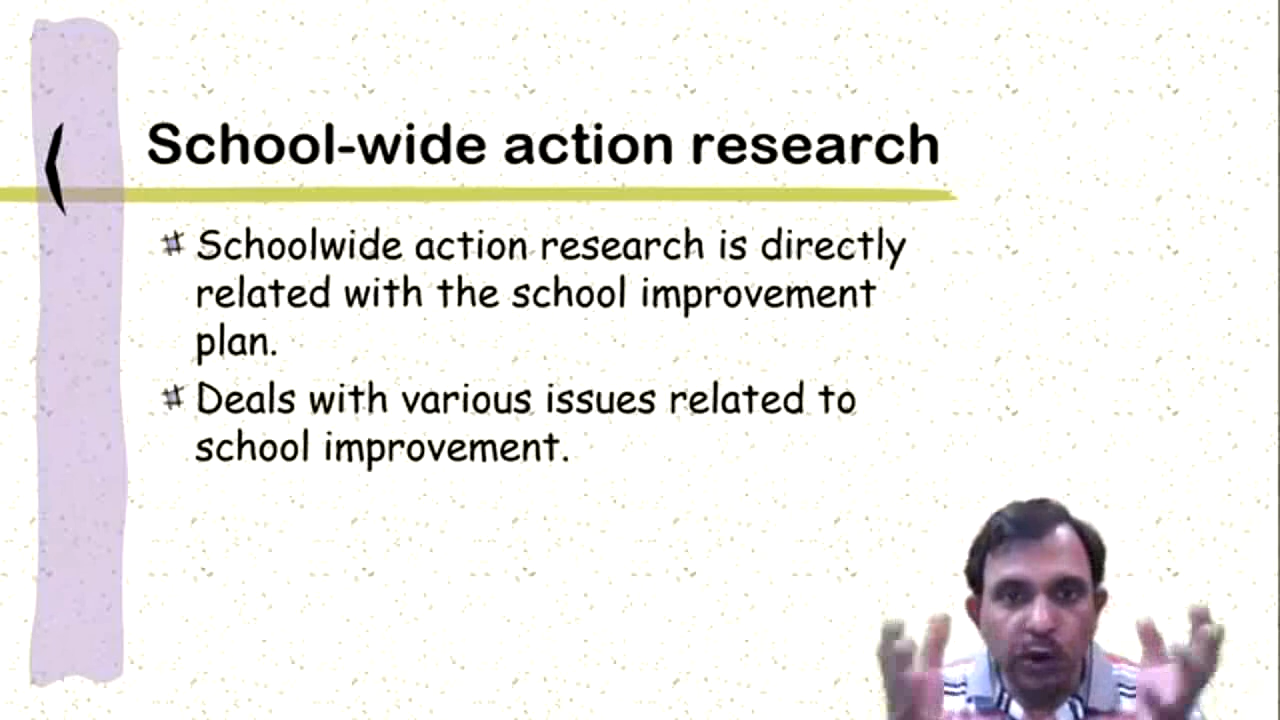 School-wide action research
Schoolwide action research is directly
related with the school improvement
plan.
Deals with various issues related to
school improvement.